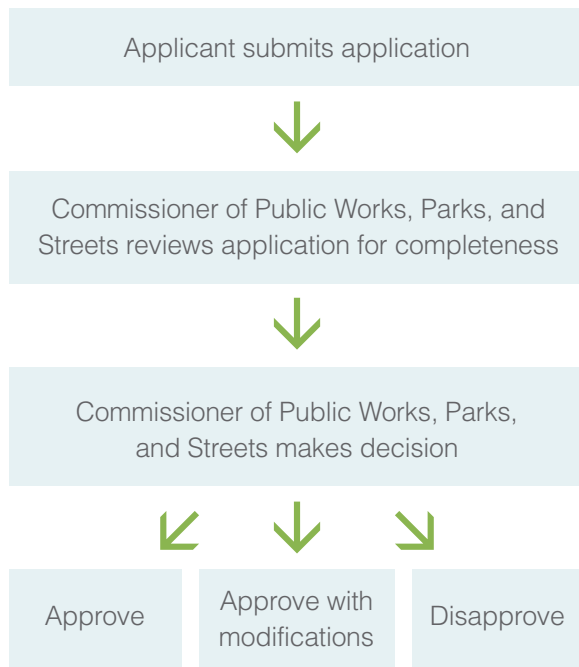 Applicant submits application
Commissioner of Public Works, Parks, and
Streets reviews application for completeness
Commissioner of Public Works, Parks,
and Streets makes decision
Approve
Approve with
modifications
Disapprove